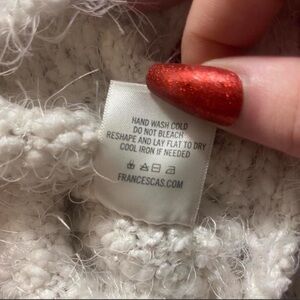 HAND WASH COLD
DO NOT BLEACH
RESHAPE AND LAY FLAT TO DRY
COOL IRON IF NEEDED
FRANCESCAS.COM